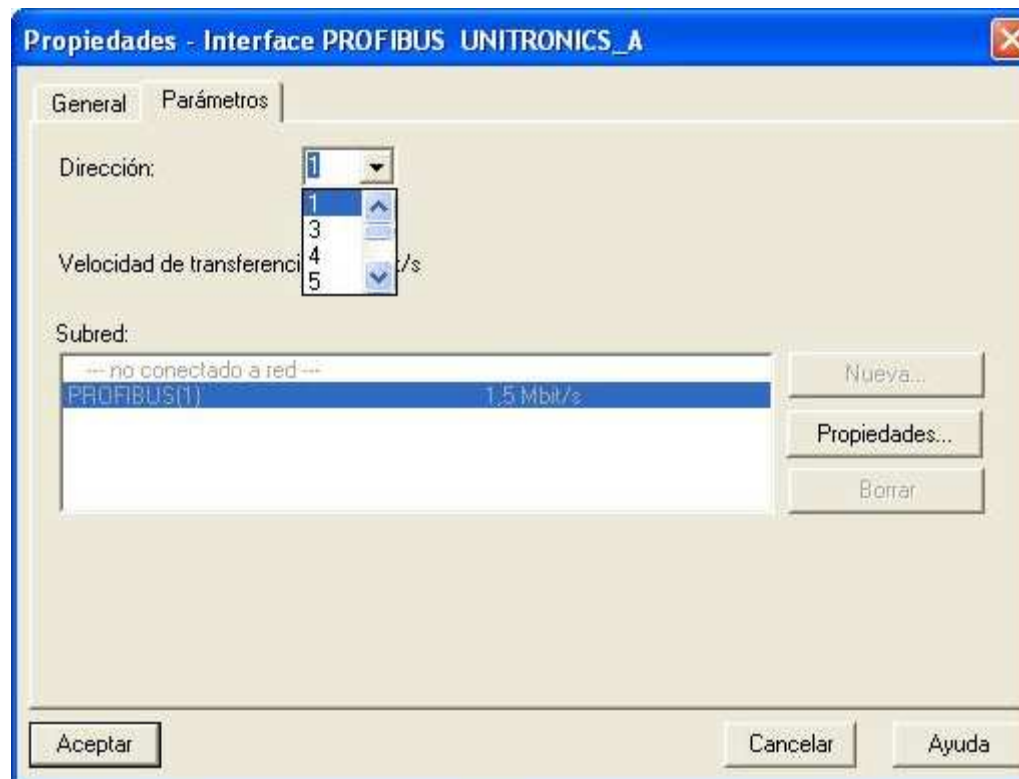 Propiedades - Interface PROFIBUS UNITRONICS_A
General Parámetros
Dirección: 1
1
3
4
5
Velocidad de transferenci t/s
Subred:
--- no conectado a red ---
PROFIBUS(1) 1,5 Mbit/s
Nueva...
Propiedades...
Borrar
Aceptar Cancelar Ayuda